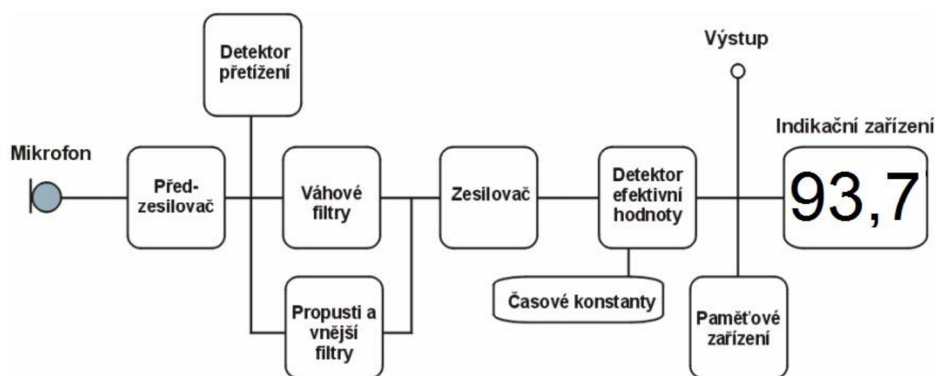 Detektor
přetížení
Výstup
Indikační zařízení
Mikrofon
Před-
zesilovač
Váhové
filtry
Zesilovač
Detektor
efektivní
hodnoty
93,7
Časové konstanty
Propusti a
vnější
filtry
Paměťové
zařízení